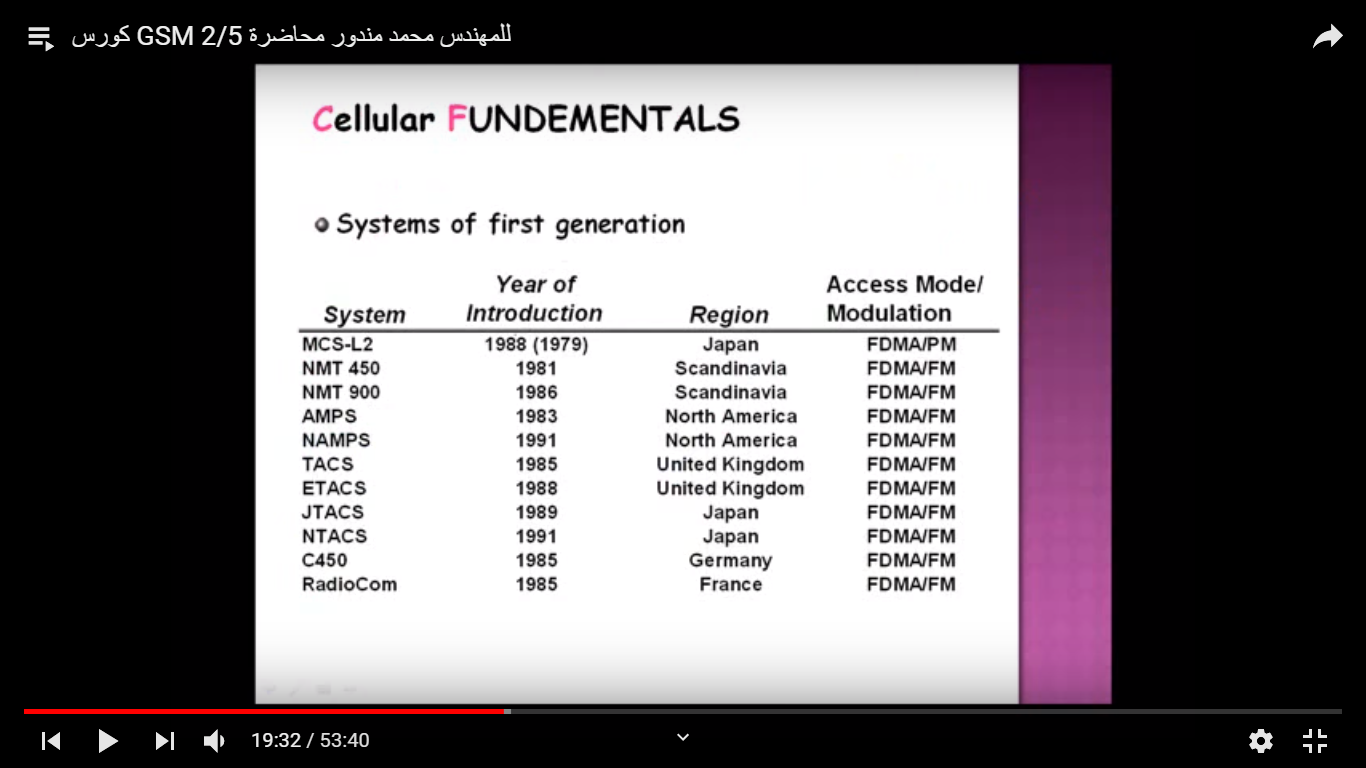 كورس GSM 2/5 للمهندس محمد مندور محاضرة
Cellular FUNDEMENTALS
Systems of first generation
System Year of Introduction Region Access Mode/ Modulation
MCS-L2 1988 (1979) Japan FDMA/PM
NMT 450 1981 Scandinavia FDMA/FM
NMT 900 1986 Scandinavia FDMA/FM
AMPS 1983 North America FDMA/FM
NAMPS 1991 North America FDMA/FM
TACS 1985 United Kingdom FDMA/FM
ETACS 1988 United Kingdom FDMA/FM
JTACS 1989 Japan FDMA/FM
NTACS 1991 Japan FDMA/FM
C450 1985 Germany FDMA/FM
RadioCom 1985 France FDMA/FM
19:32 / 53:40